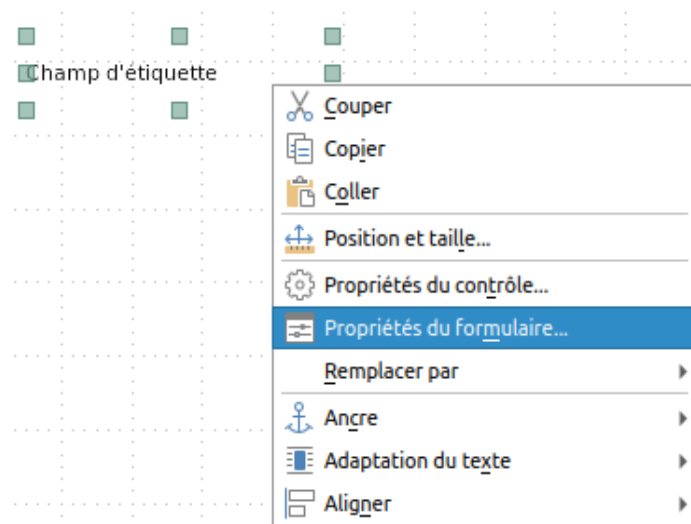 Champ d'étiquette
Couper
Copier
Coller
Position et taille...
Propriétés du contrôle...
Propriétés du formulaire...
Remplacer par
Ancre
Adaptation du texte
Aligner